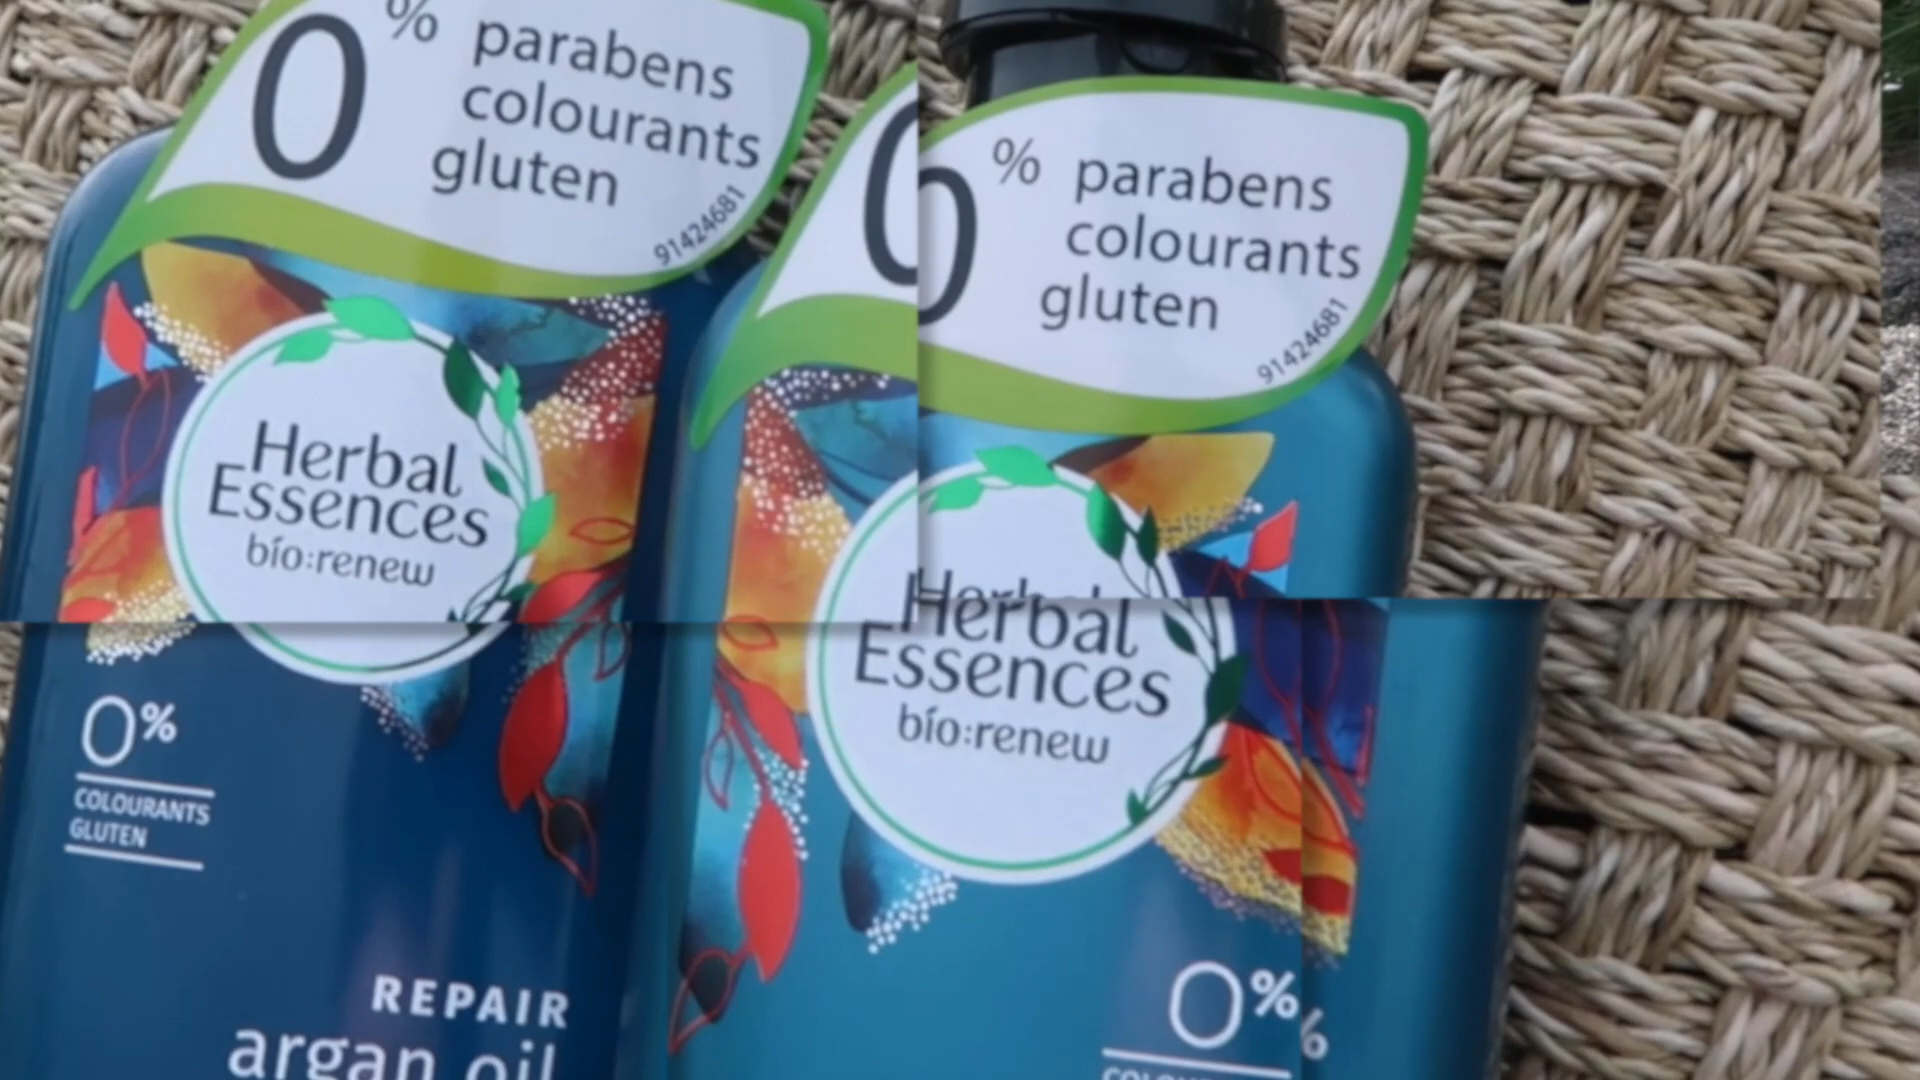 0% parabens
colourants
gluten
91424681
Herbal
Essences
bío:renew
0%
COLOURANTS
GLUTEN
REPAIR
argan oil
0% parabens
colourants
gluten
91424681
Herbal
Essences
bío:renew
0%
%